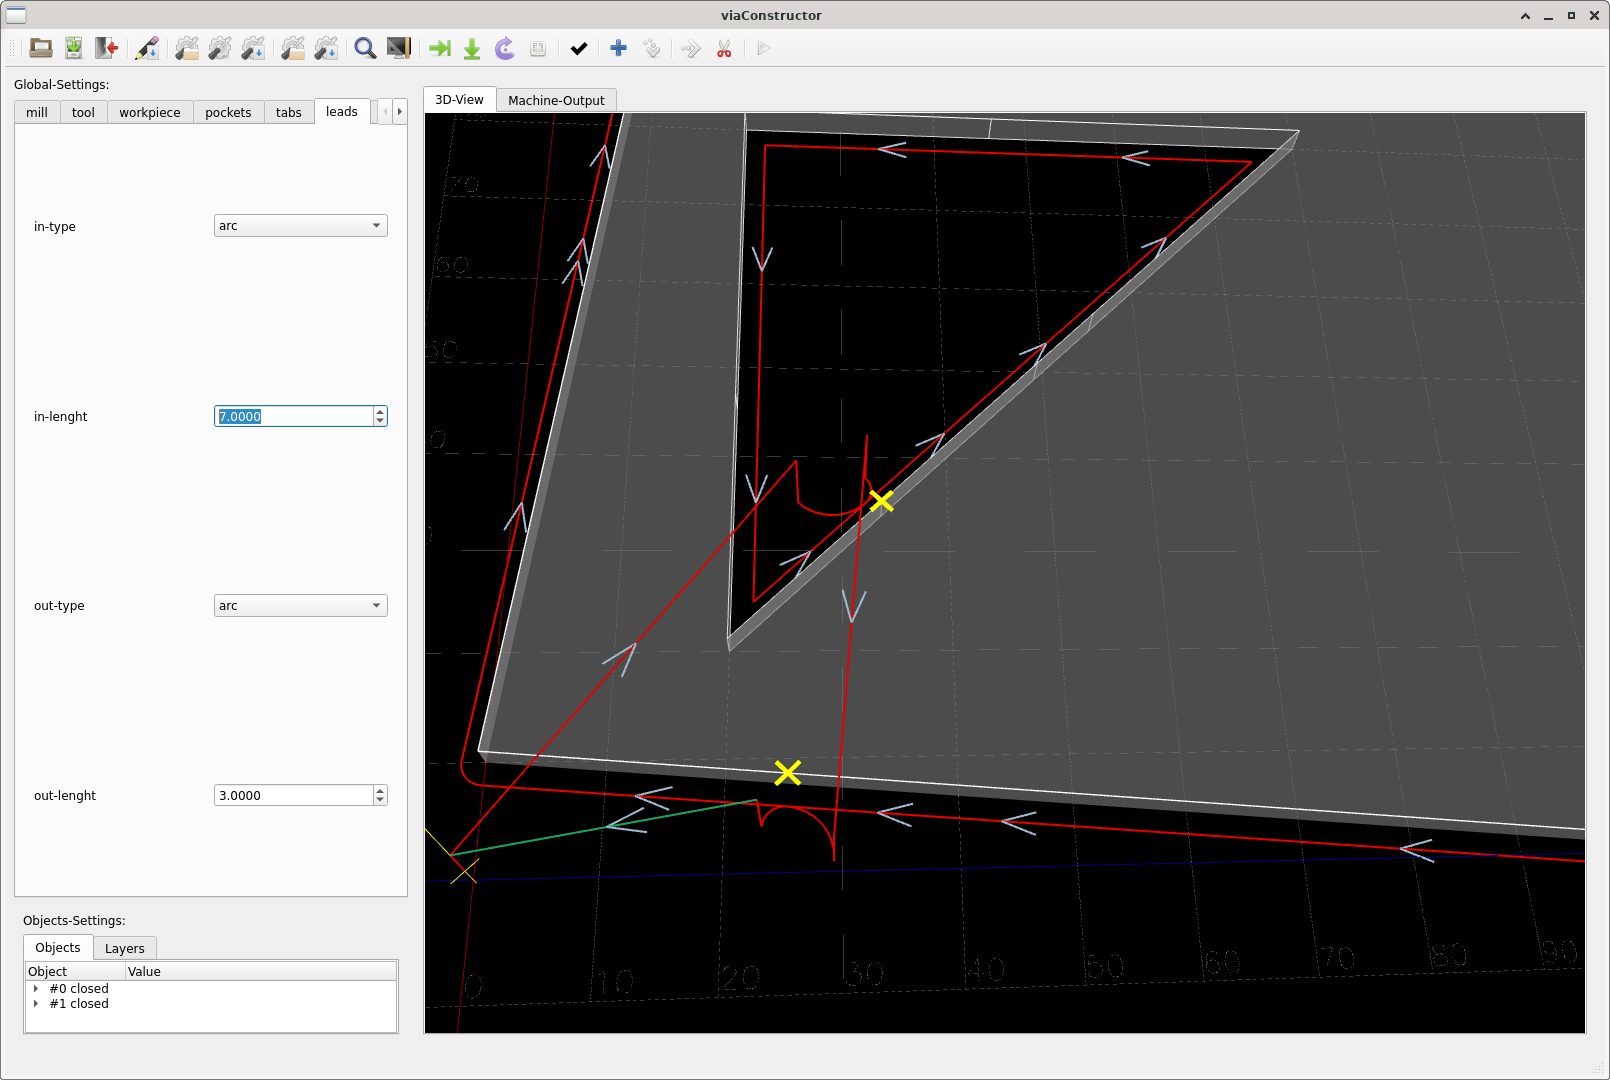 viaConstructor
Global-Settings:
mill tool workpiece pockets tabs leads
in-type arc
in-lenght 7.0000
out-type arc
out-lenght 3.0000
Objects-Settings:
Objects Layers
Object Value
#0 closed
#1 closed
3D-View Machine-Output
70
60
50
0
0 10 20 30 40 50 60 70 80 90